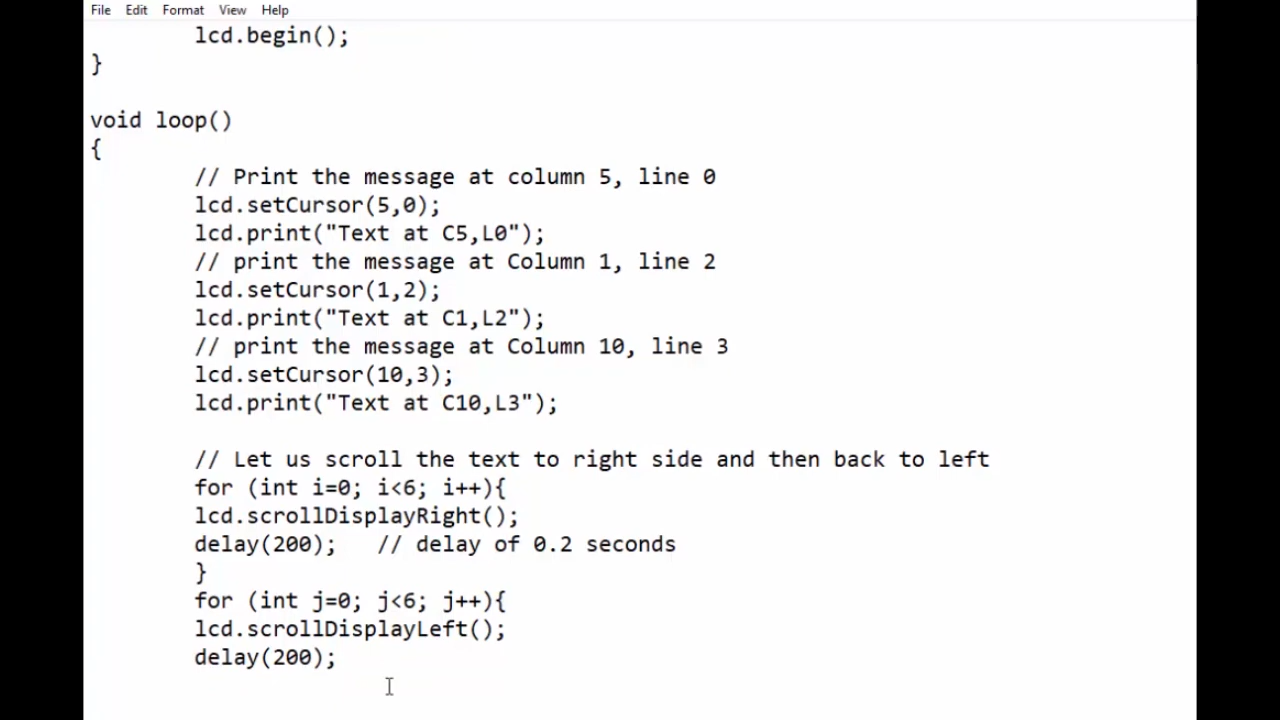 File Edit Format View Help
lcd.begin();
}
void loop()
{
// Print the message at column 5, line 0
lcd.setCursor(5,0);
lcd.print("Text at C5,L0");
// print the message at Column 1, line 2
lcd.setCursor(1,2);
lcd.print("Text at C1,L2");
// print the message at Column 10, line 3
lcd.setCursor(10,3);
lcd.print("Text at C10,L3");
// Let us scroll the text to right side and then back to left
for (int i=0; i<6; i++){
lcd.scrollDisplayRight();
delay(200);   // delay of 0.2 seconds
}
for (int j=0; j<6; j++){
lcd.scrollDisplayLeft();
delay(200);